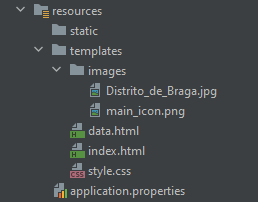 resources
static
templates
images
Distrito_de_Braga.jpg
main_icon.png
data.html
index.html
style.css
application.properties